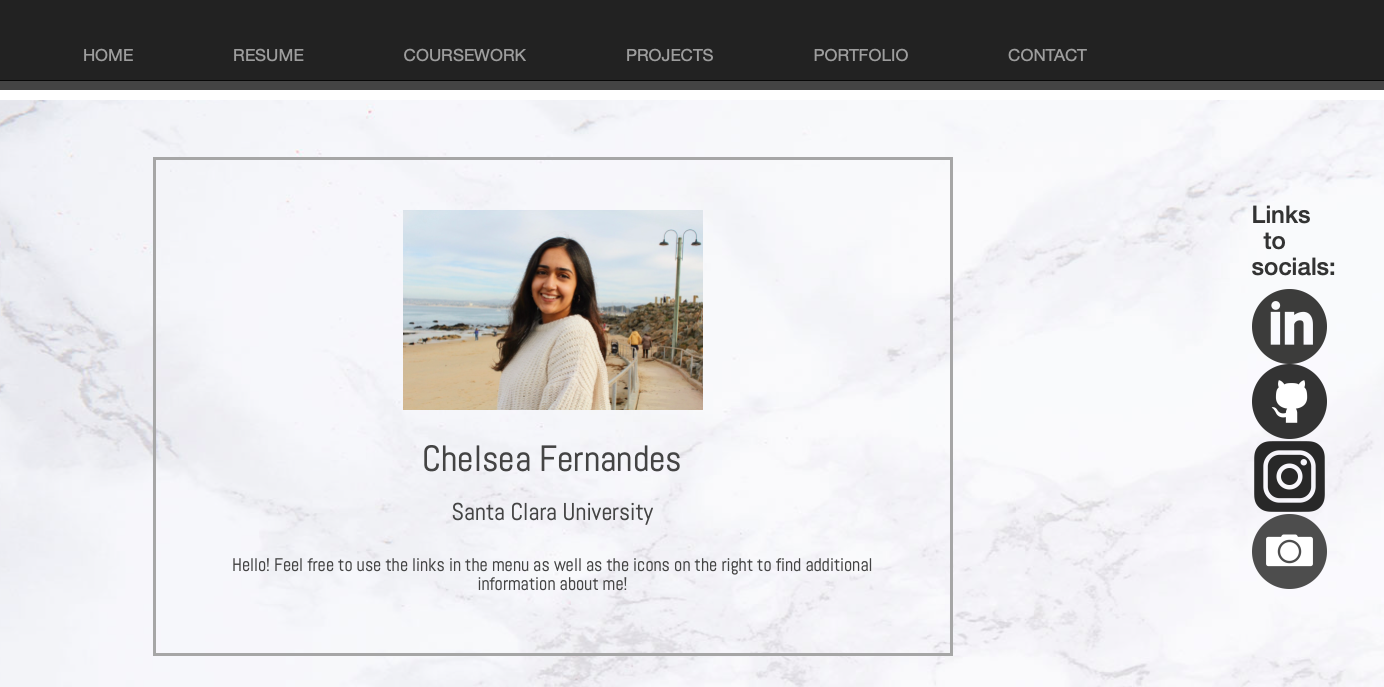 HOME RESUME COURSEWORK PROJECTS PORTFOLIO CONTACT
Links
to
socials:
in
Chelsea Fernandes
Santa Clara University
Hello! Feel free to use the links in the menu as well as the icons on the right to find additional
information about me!